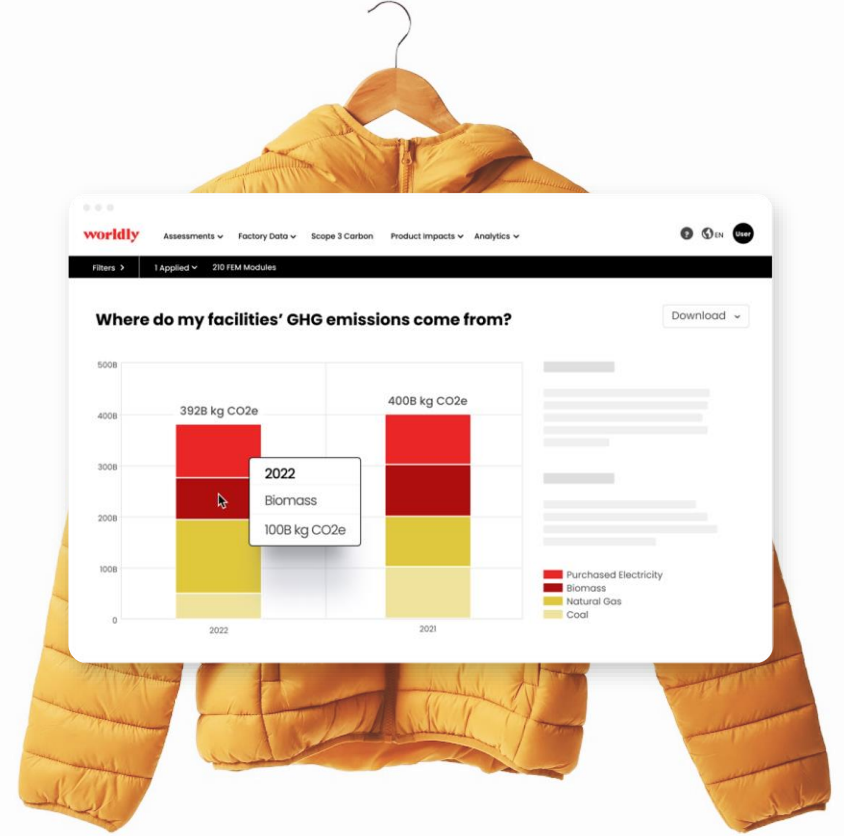 worldly
Assessments Factory Data Scope 3 Carbon Product Impacts Analytics ? EN User
Filters > 1 Applied 210 FEM Modules
Where do my facilities’ GHG emissions come from?
Download
500B
400B
300B
200B
100B
0
392B kg CO2e
400B kg CO2e
2022
Biomass
100B kg CO2e
2022 2021
Purchased Electricity
Biomass
Natural Gas
Coal